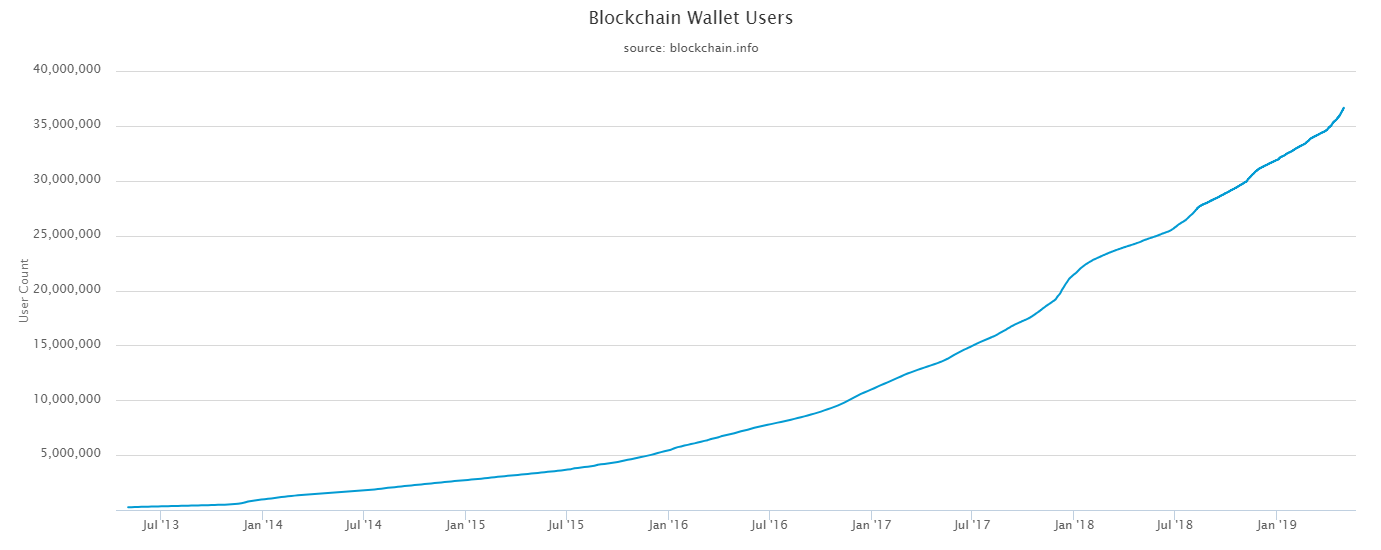 Blockchain Wallet Users
source: blockchain.info
User Count
40,000,000
35,000,000
30,000,000
25,000,000
20,000,000
15,000,000
10,000,000
5,000,000
Jul '13 Jan '14 Jul '14 Jan '15 Jul '15 Jan '16 Jul '16 Jan '17 Jul '17 Jan '18 Jul '18 Jan '19